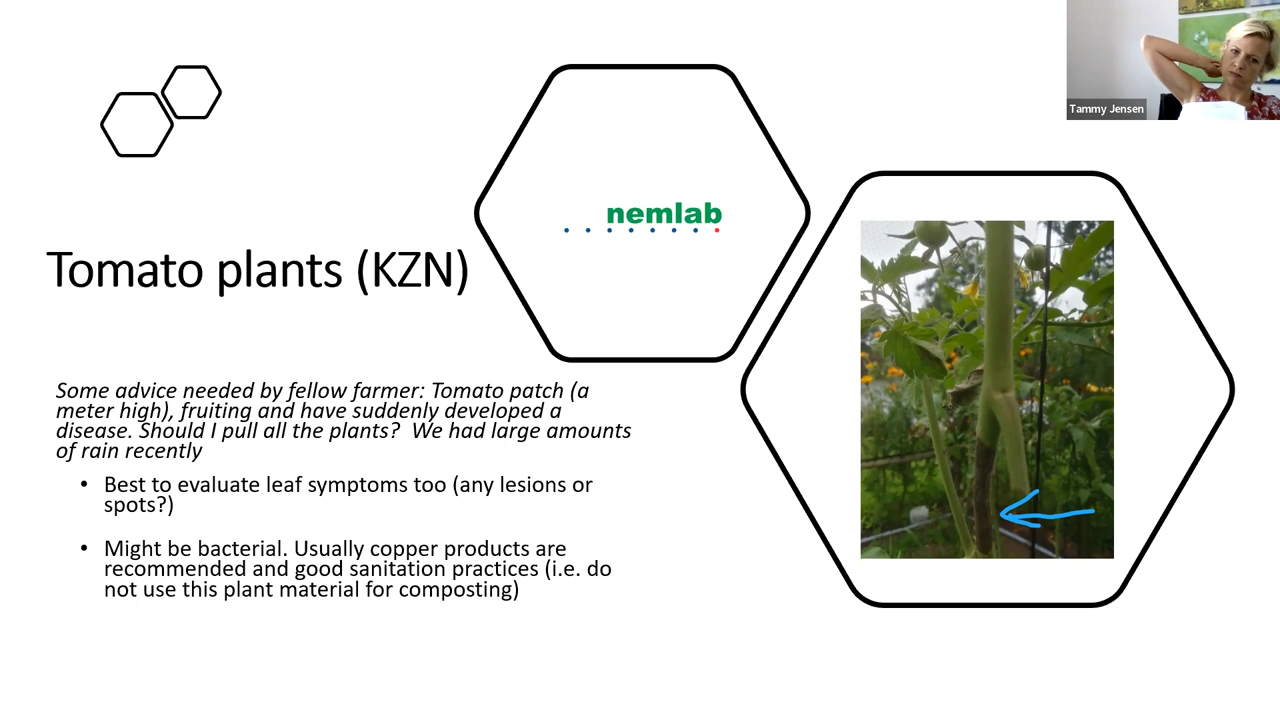 Tammy Jensen
nemlab
Tomato plants (KZN)
Some advice needed by fellow farmer: Tomato patch (a
meter high), fruiting and have suddenly developed a
disease. Should I pull all the plants?  We had large amounts
of rain recently
• Best to evaluate leaf symptoms too (any lesions or
spots?)
• Might be bacterial. Usually copper products are
recommended and good sanitation practices (i.e. do
not use this plant material for composting)